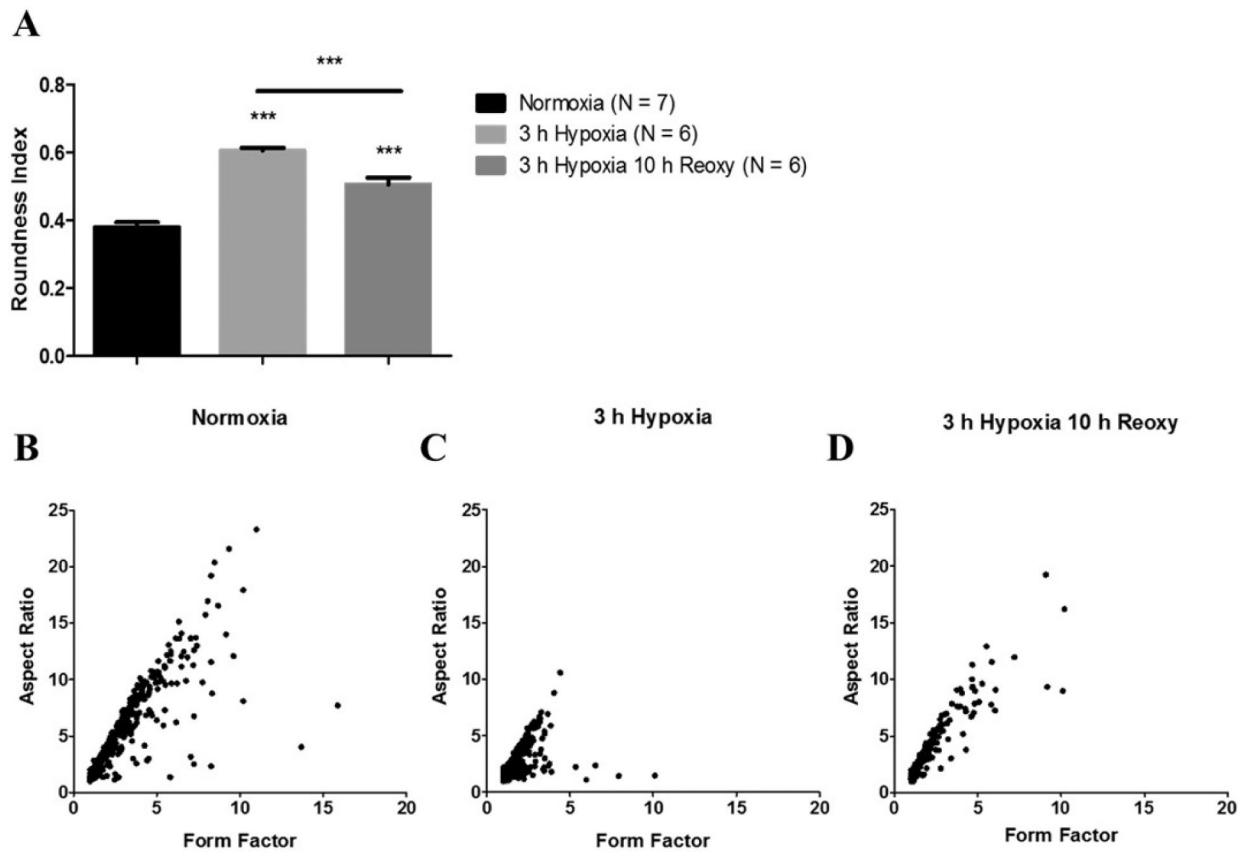 A
***
0.8
0.6
0.4
0.2
0.0
Roundness Index
***
***
Normoxia (N = 7)
3 h Hypoxia (N = 6)
3 h Hypoxia 10 h Reoxy (N = 6)
Normoxia
3 h Hypoxia
3 h Hypoxia 10 h Reoxy
B
25
20
15
10
5
0
Aspect Ratio
0 5 10 15 20
Form Factor
C
25
20
15
10
5
0
Aspect Ratio
0 5 10 15 20
Form Factor
D
25
20
15
10
5
0
Aspect Ratio
0 5 10 15 20
Form Factor